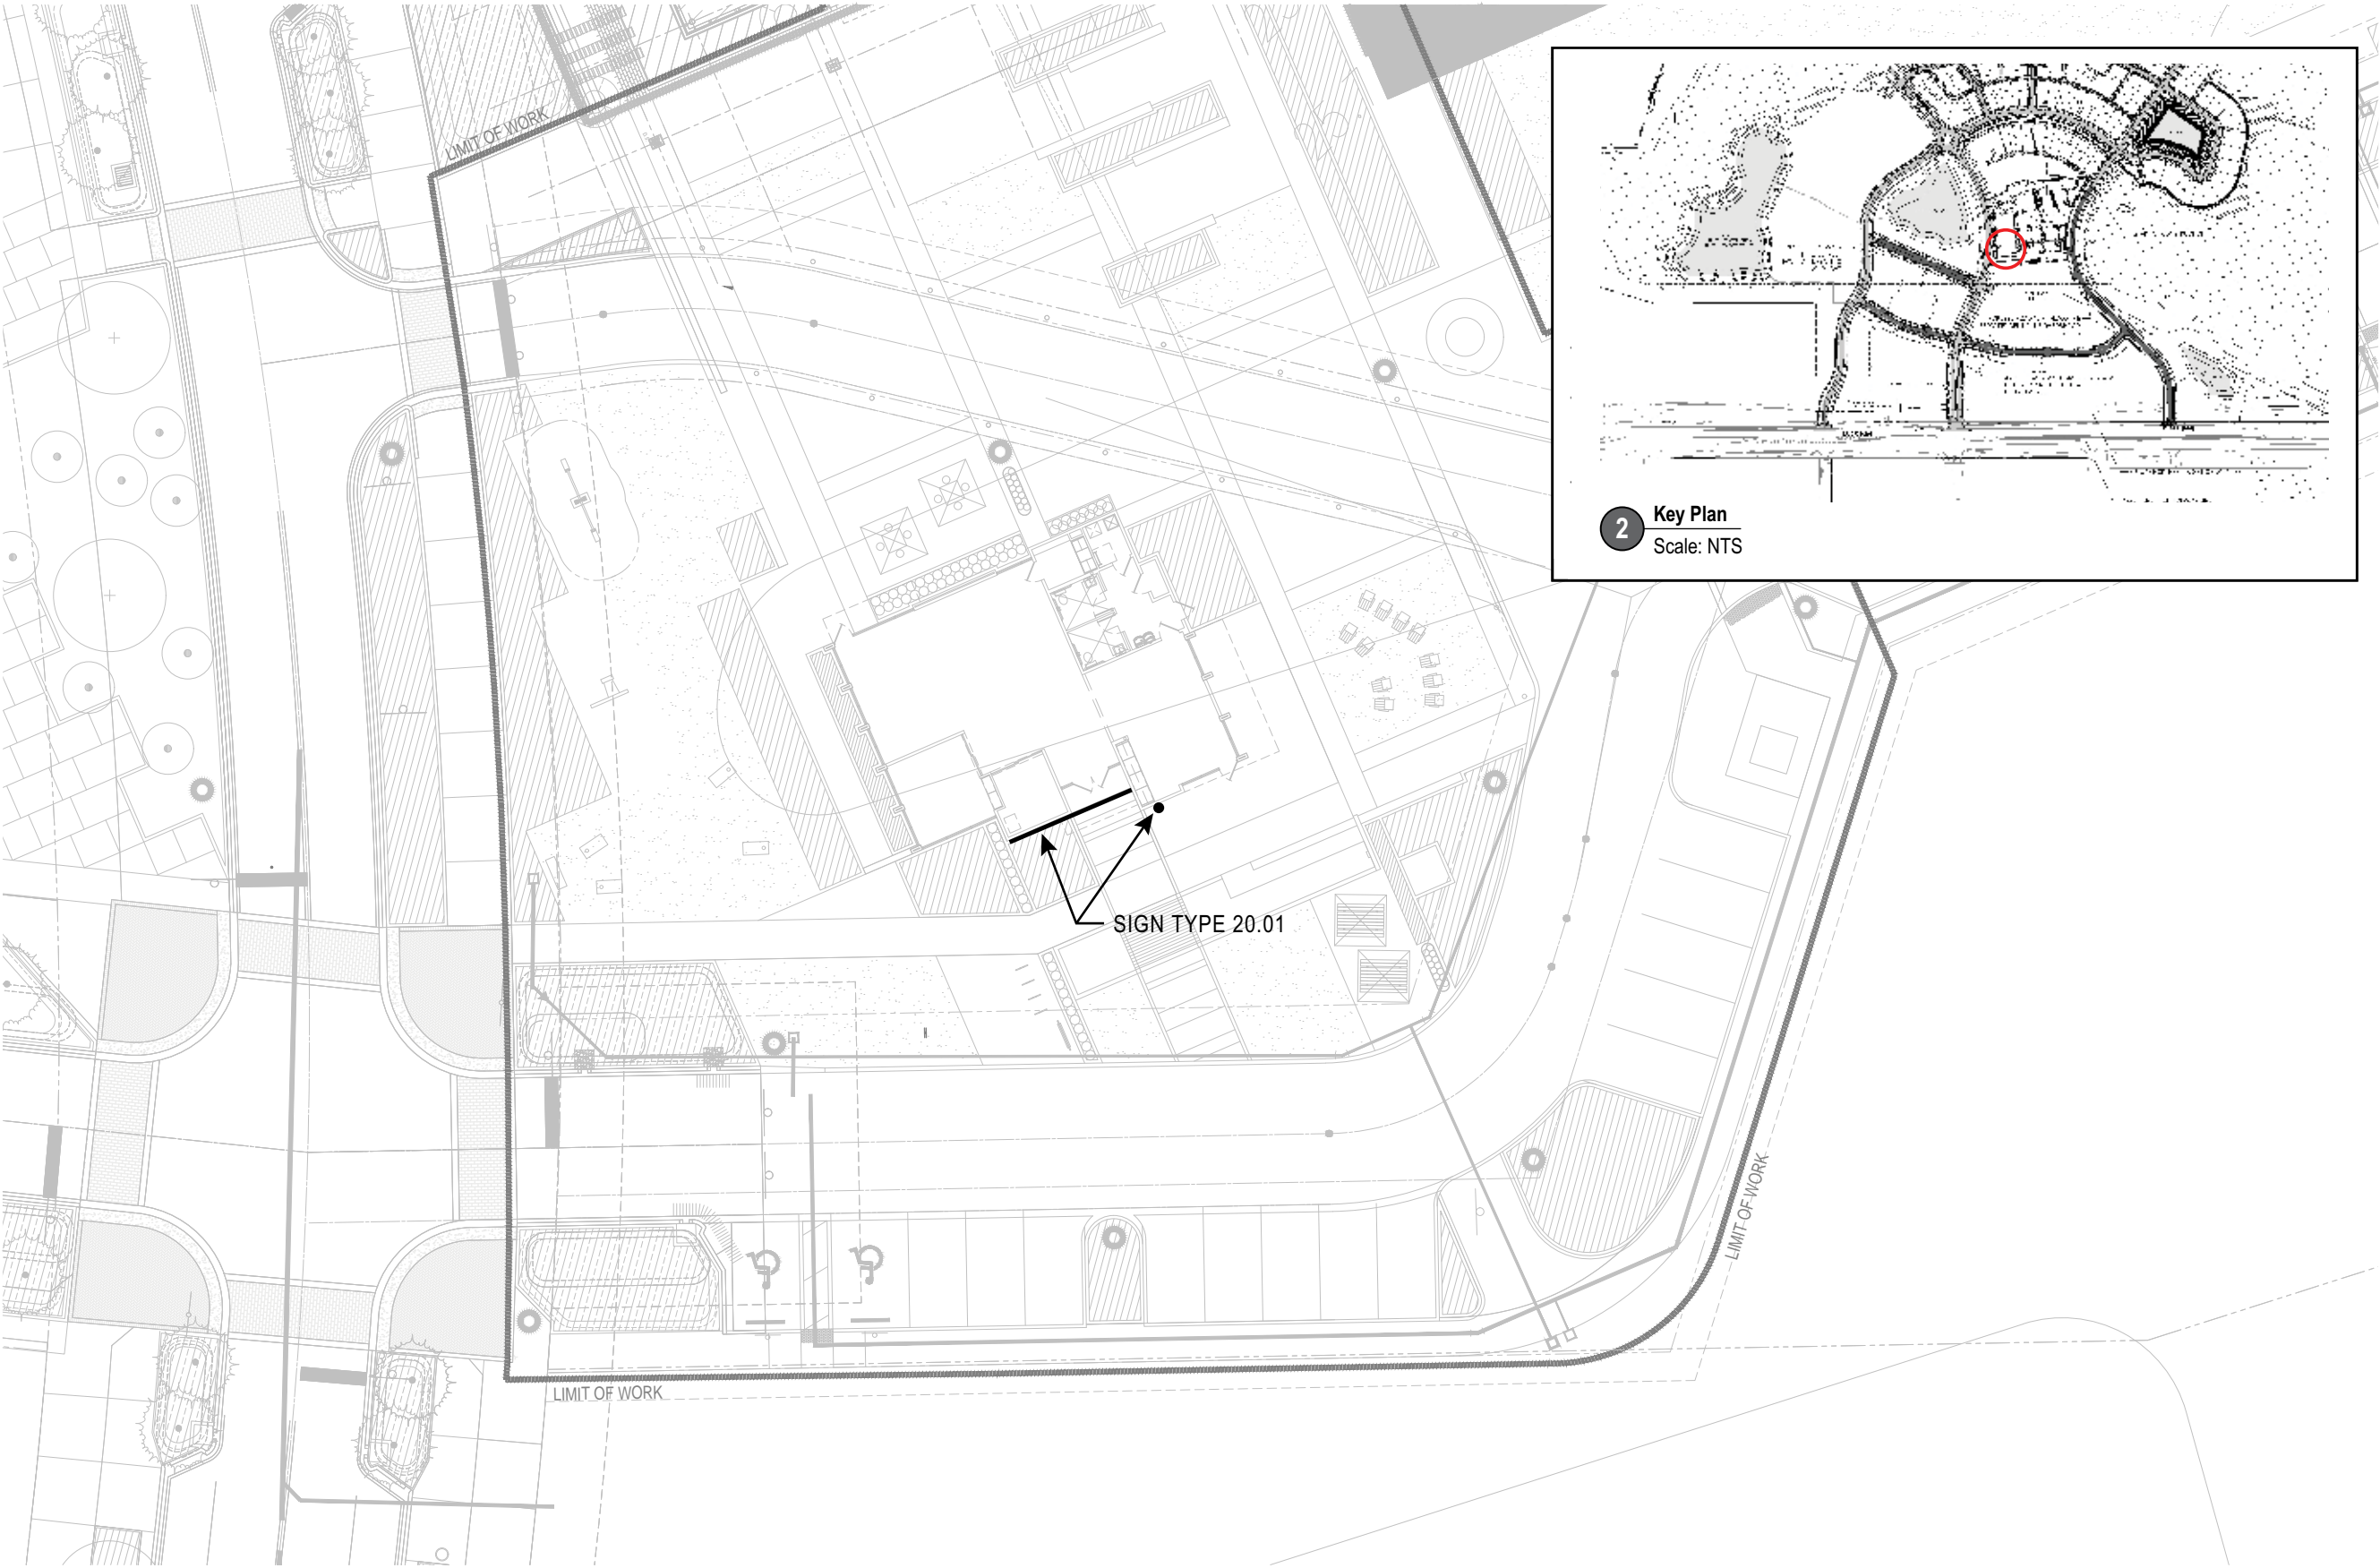 LIMIT OF WORK
2
Key Plan
Scale: NTS
SIGN TYPE 20.01
LIMIT OF WORK
LIMIT OF WORK